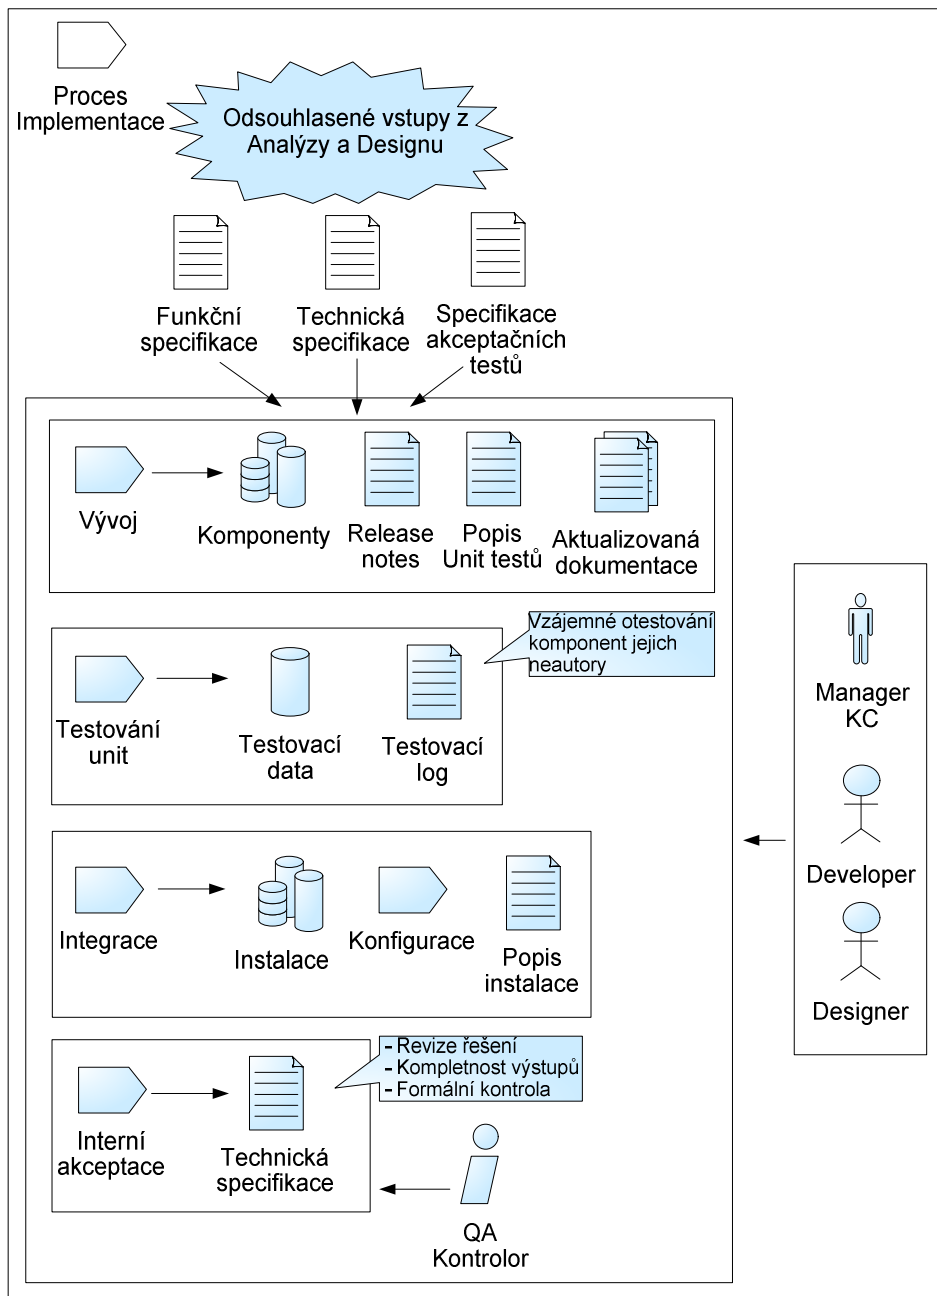 Proces
Implementace
Odsouhlasené vstupy z
Analýzy a Designu
Funkční
specifikace
Technická
specifikace
Specifikace
akceptačních
testů
Vývoj
Komponenty
Release
notes
Popis
Unit testů
Aktualizovaná
dokumentace
Vzájemné otestování
komponent jejich
neautory
Testování
unit
Testovací
data
Testovací
log
Manager
KC
Developer
Designer
Integrace
Instalace
Konfigurace
Popis
instalace
- Revize řešení
- Kompletnost výstupů
- Formální kontrola
Interní
akceptace
Technická
specifikace
QA
Kontrolor